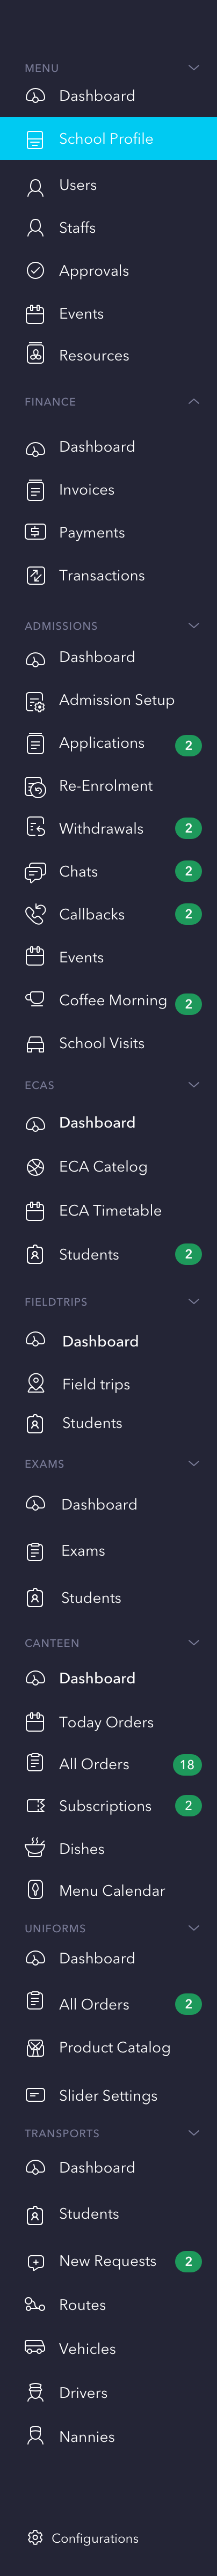 MENU
Dashboard
School Profile
Users
Staffs
Approvals
Events
Resources
FINANCE
Dashboard
Invoices
Payments
Transactions
ADMISSIONS
Dashboard
Admission Setup
Applications 2
Re-Enrolment
Withdrawals 2
Chats 2
Callbacks 2
Events
Coffee Morning 2
School Visits
ECAS
Dashboard
ECA Catelog
ECA Timetable
Students 2
FIELDTRIPS
Dashboard
Field trips
Students
EXAMS
Dashboard
Exams
Students
CANTEEN
Dashboard
Today Orders
All Orders 18
Subscriptions 2
Dishes
Menu Calendar
UNIFORMS
Dashboard
All Orders 2
Product Catalog
Slider Settings
TRANSPORTS
Dashboard
Students
New Requests 2
Routes
Vehicles
Drivers
Nannies
Configurations